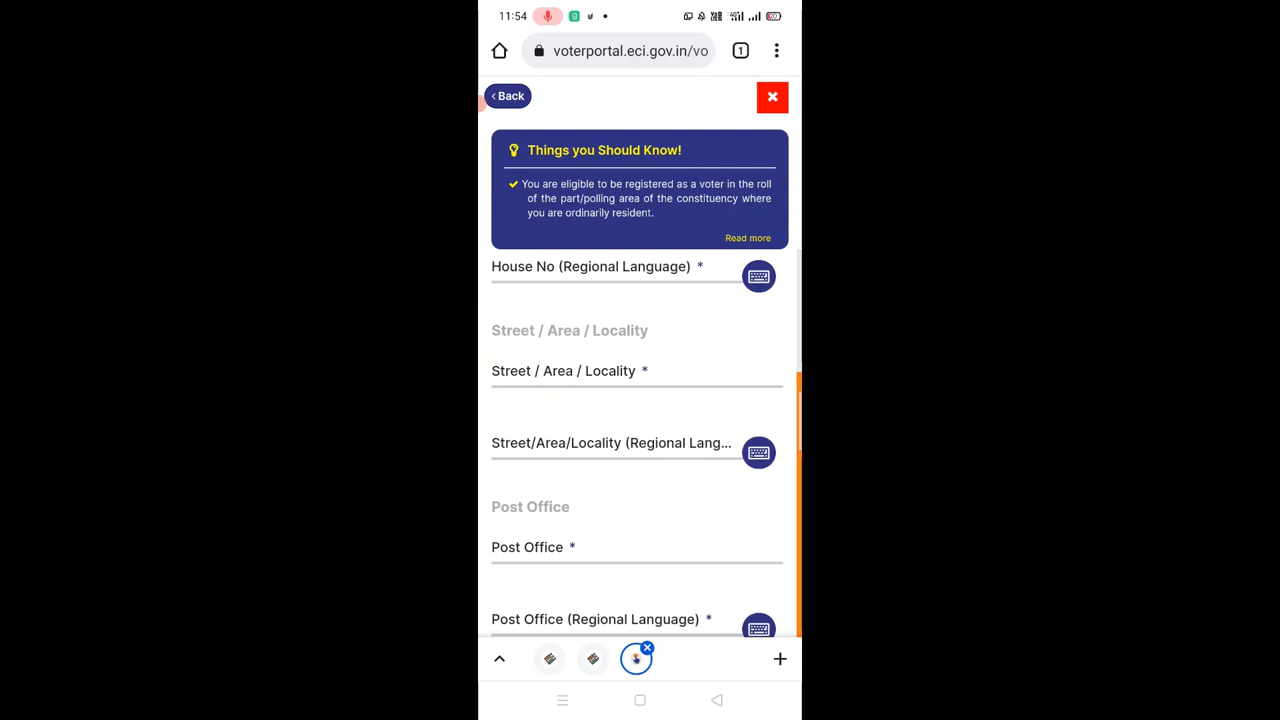 11:54
voterportal.eci.gov.in/vo
1
Back
Things you Should Know!
You are eligible to be registered as a voter in the roll
of the part/polling area of the constituency where
you are ordinarily resident.
Read more
House No (Regional Language) *
Street / Area / Locality
Street / Area / Locality *
Street/Area/Locality (Regional Lang...
Post Office
Post Office *
Post Office (Regional Language) *